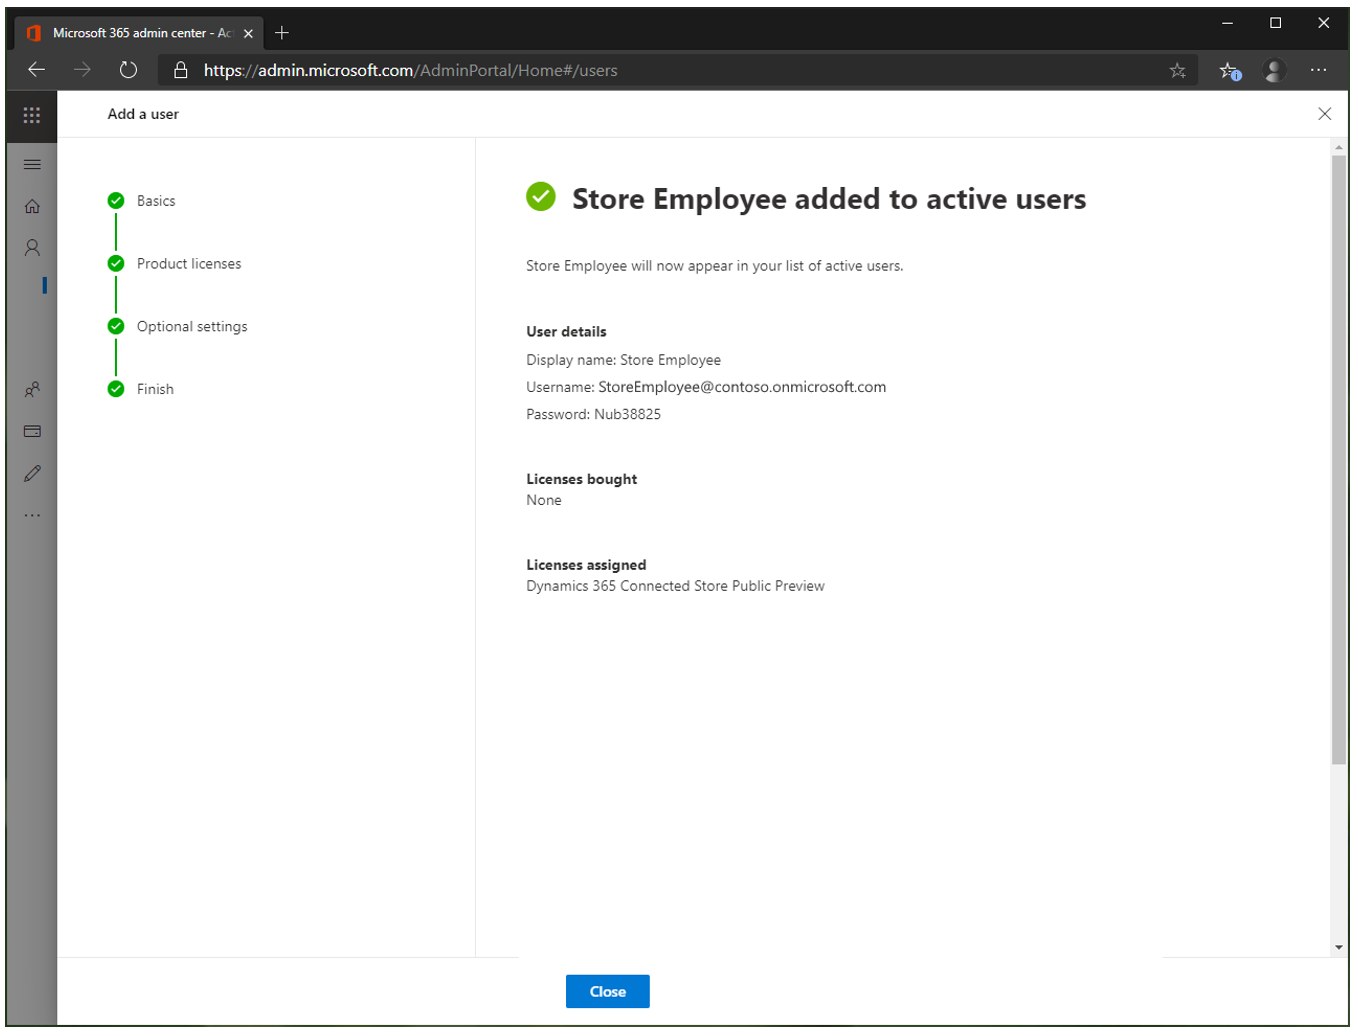 Microsoft 365 admin center - Ac
https://admin.microsoft.com/AdminPortal/Home#/users
Add a user
Basics
Product licenses
Optional settings
Finish
Store Employee added to active users
Store Employee will now appear in your list of active users.
User details
Display name: Store Employee
Username: StoreEmployee@contoso.onmicrosoft.com
Password: Nub38825
Licenses bought
None
Licenses assigned
Dynamics 365 Connected Store Public Preview
Close